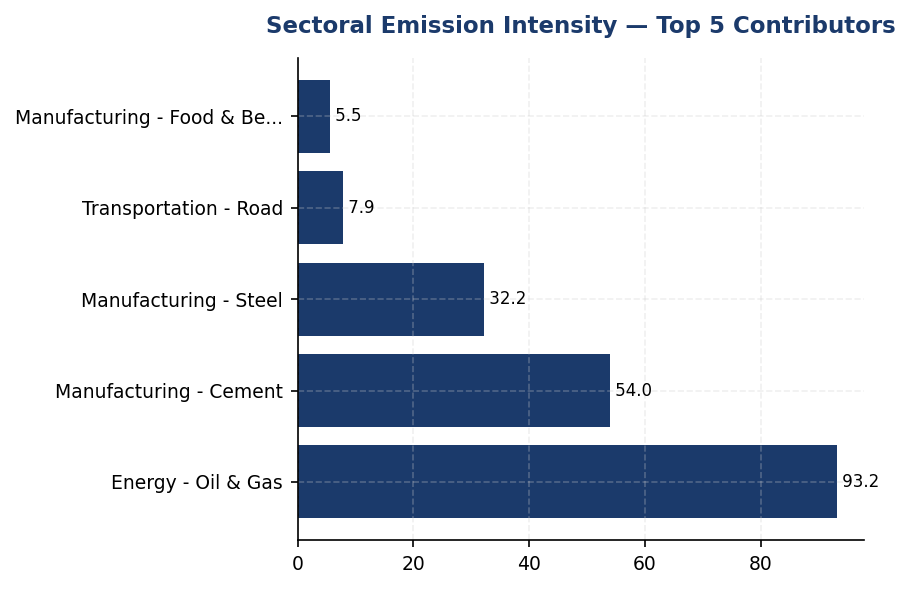 Sectoral Emission Intensity — Top 5 Contributors
Manufacturing - Food & Be...
5.5
Transportation - Road
7.9
Manufacturing - Steel
32.2
Manufacturing - Cement
54.0
Energy - Oil & Gas
93.2
0 20 40 60 80